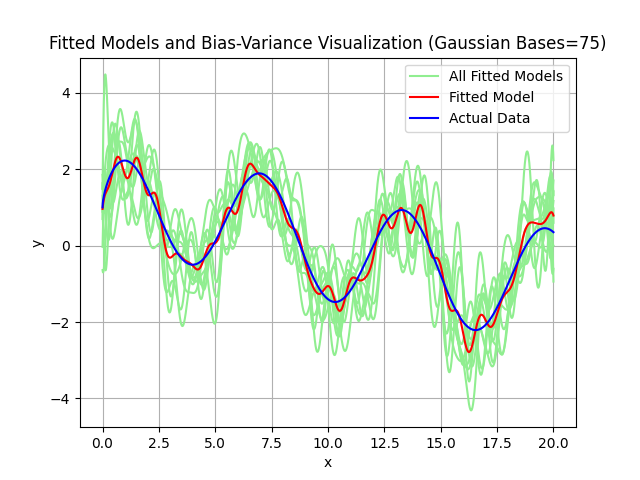 Fitted Models and Bias-Variance Visualization (Gaussian Bases=75)
All Fitted Models
Fitted Model
Actual Data
y
4
2
0
−2
−4
0.0 2.5 5.0 7.5 10.0 12.5 15.0 17.5 20.0
x